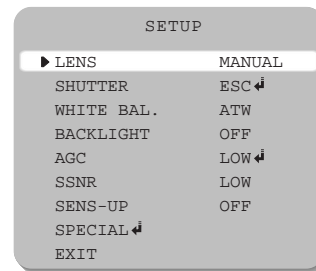 SETUP
LENS MANUAL
SHUTTER ESC↲
WHITE BAL. ATW
BACKLIGHT OFF
AGC LOW↲
SSNR LOW
SENS-UP OFF
SPECIAL↲
EXIT